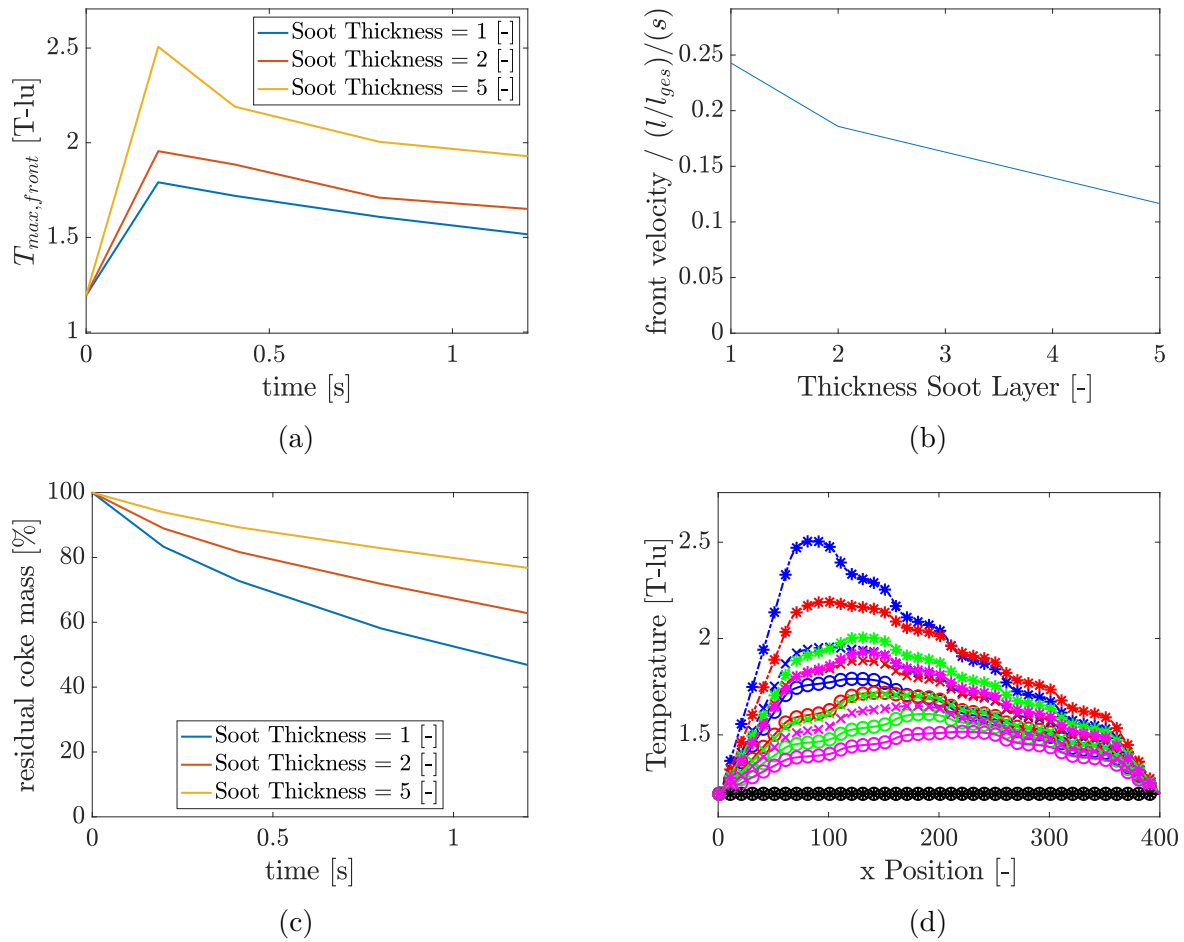 2.5
2
1.5
1
T_{max,front} [T-lu]
Soot Thickness = 1 [-]
Soot Thickness = 2 [-]
Soot Thickness = 5 [-]
0
0.5
1
time [s]
(a)
0.25
0.2
0.15
0.1
0.05
0
front velocity / (l/l_{ges})/(s)
1
2
3
4
5
Thickness Soot Layer [-]
(b)
100
80
60
40
20
0
residual coke mass [%]
Soot Thickness = 1 [-]
Soot Thickness = 2 [-]
Soot Thickness = 5 [-]
0
0.5
1
time [s]
(c)
2.5
2
1.5
Temperature [T-lu]
0
100
200
300
400
x Position [-]
(d)